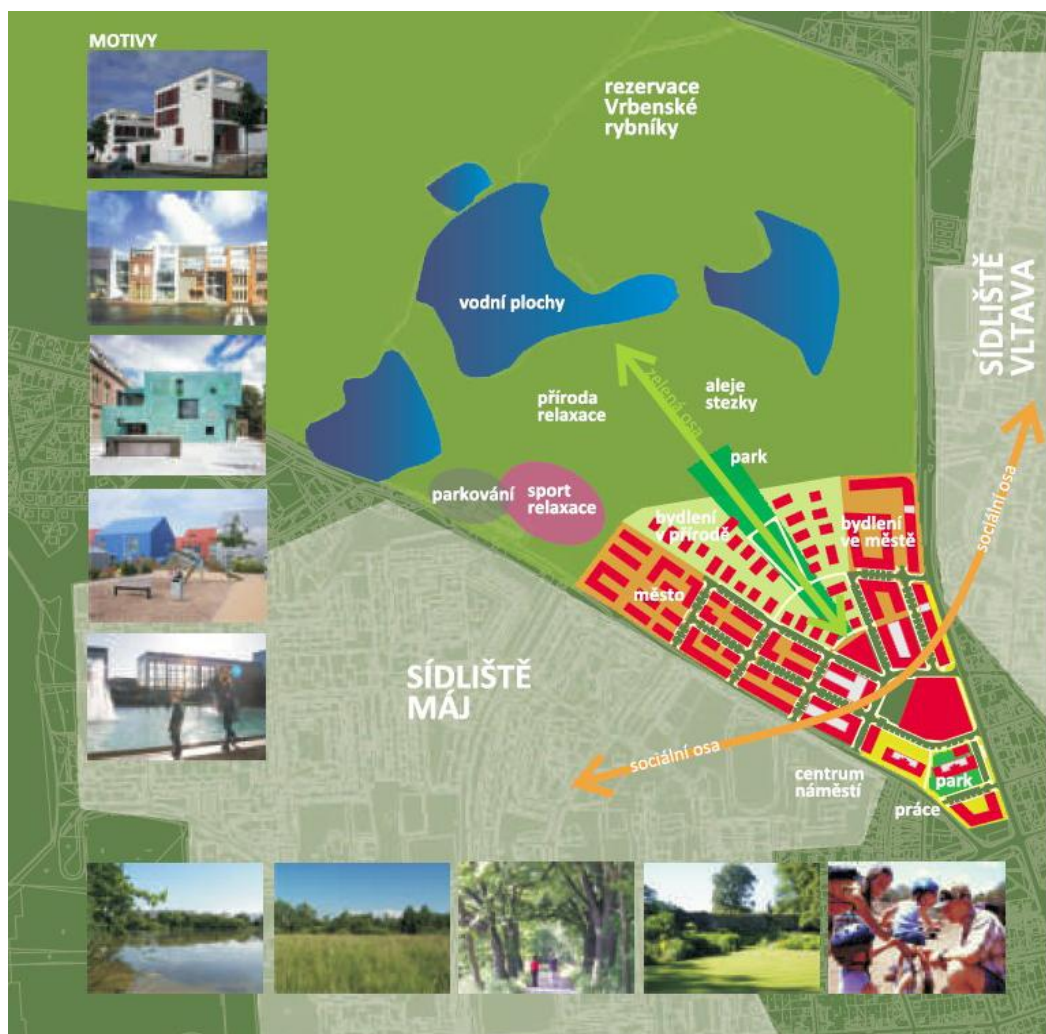 MOTIVY
rezervace
Vrbenské
rybníky
vodní plochy
SÍDLIŠTĚ
VLTAVA
zelená osa
příroda
relaxace
aleje
stezky
park
parkování
sport
relaxace
bydlení
v přírodě
bydlení
ve městě
sociální osa
město
SÍDLIŠTĚ
MÁJ
sociální osa
centrum
náměstí
park
práce